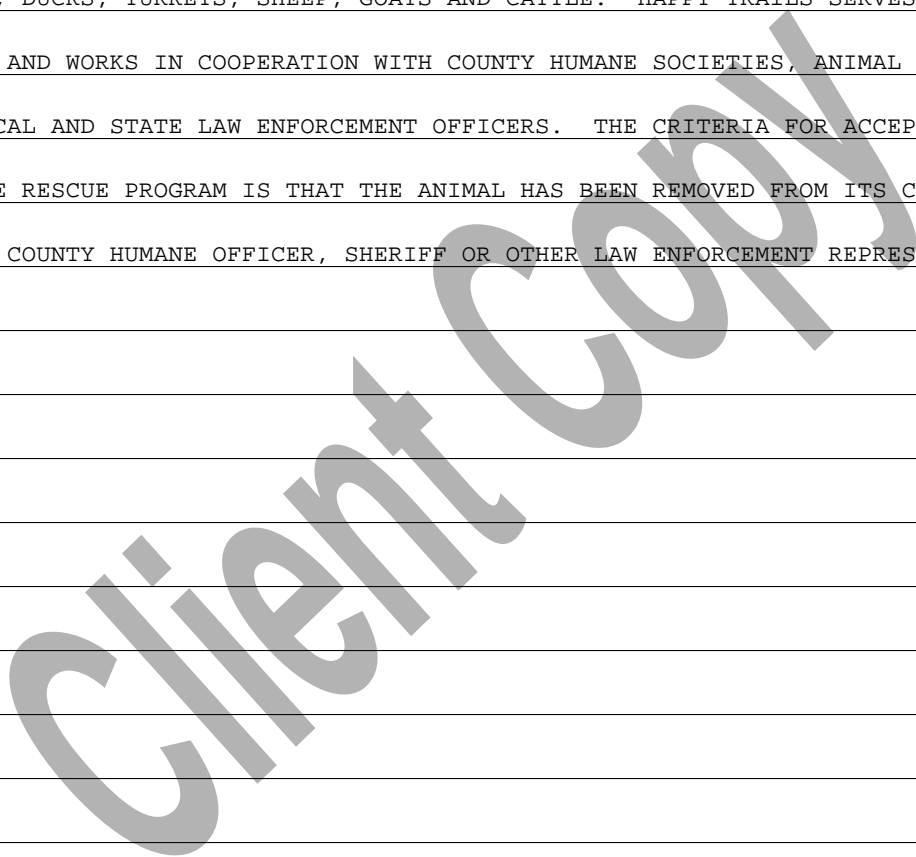 , DUCKS, TURKEYS, SHEEP, GOATS AND CATTLE. HAPPY TRAILS SERVES
AND WORKS IN COOPERATION WITH COUNTY HUMANE SOCIETIES, ANIMAL
CAL AND STATE LAW ENFORCEMENT OFFICERS. THE CRITERIA FOR ACCEP
E RESCUE PROGRAM IS THAT THE ANIMAL HAS BEEN REMOVED FROM ITS C
COUNTY HUMANE OFFICER, SHERIFF OR OTHER LAW ENFORCEMENT REPRES
Client Copy